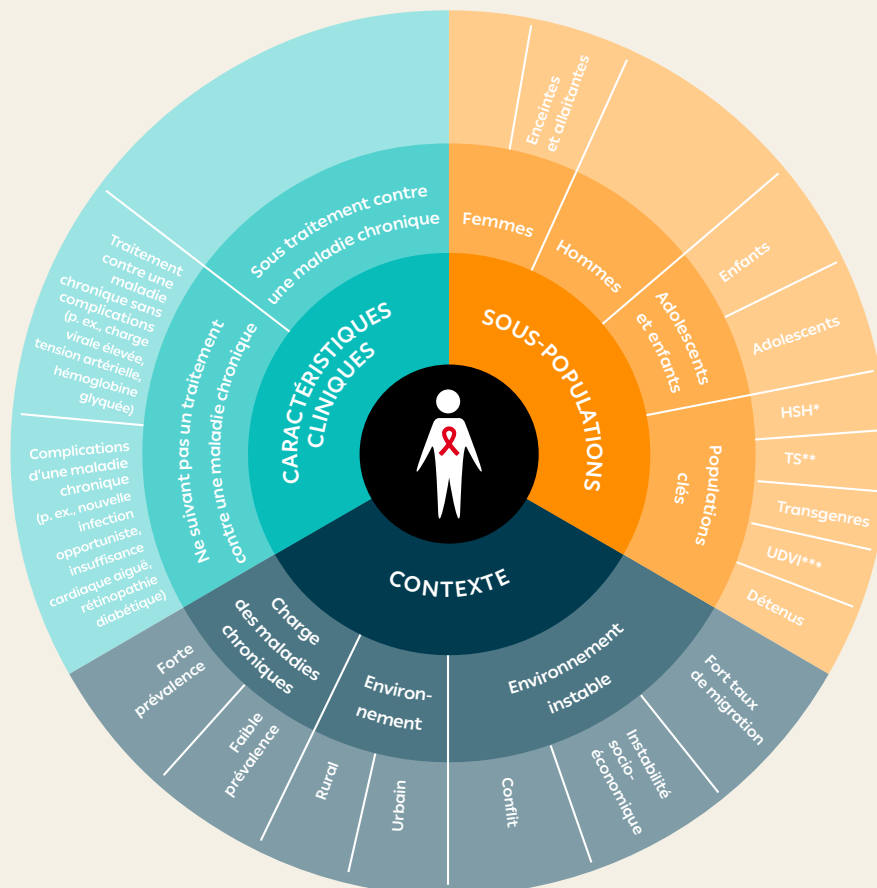 CARACTÉRISTIQUES
CLINIQUES
Sous traitement contre
une maladie chronique
Ne suivant pas un traitement
contre une maladie chronique
Traitement
contre une
maladie
chronique sans
complications
(p. ex., charge
virale élevée,
tension artérielle,
hémoglobine
glyquée)
Complications
d'une maladie
chronique
(p. ex., nouvelle
infection
opportuniste,
insuffisance
cardiaque aiguë,
rétinopathie
diabétique)
SOUS-POPULATIONS
Femmes
Enceintes
et allaitantes
Hommes
Adolescents
et enfants
Enfants
Adolescents
Populations
clés
HSH*
TS**
Transgenres
UDVI***
Détenus
CONTEXTE
Charge
des maladies
chroniques
Forte
prévalence
Faible
prévalence
Environ-
nement
Rural
Urbain
Environnement
instable
Conflit
Instabilité
socio-
économique
Fort taux
de migration